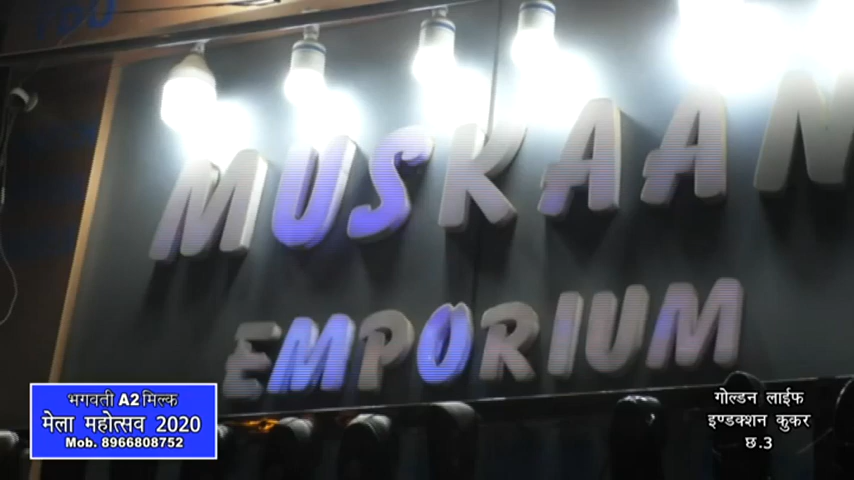 MUSKAAN
EMPORIUM
भगवती A2 मिल्क
मेला महोत्सव 2020
Mob. 8966808752
गोल्डन लाईफ
इण्डक्शन कुकर
छ.3